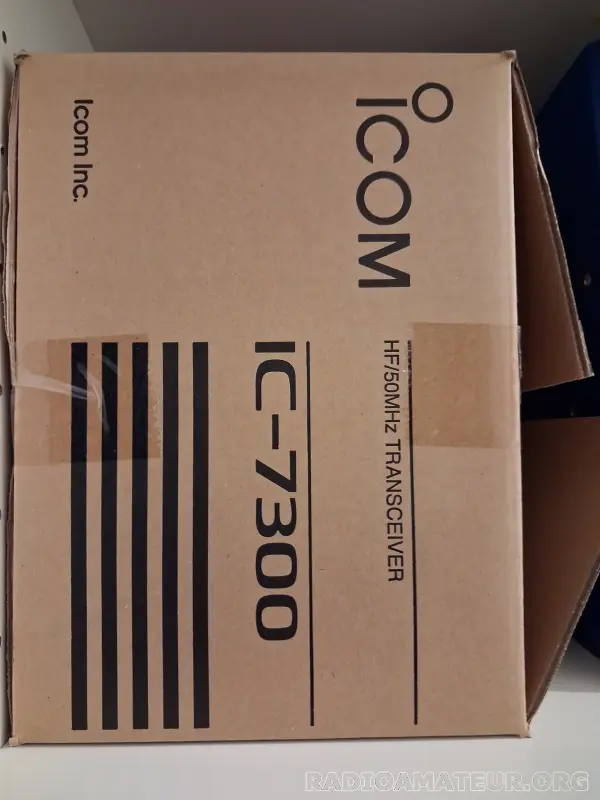 ICOM
HF/50MHz TRANSCEIVER
IC-7300
Icom Inc.
RADIOAMATEUR.ORG